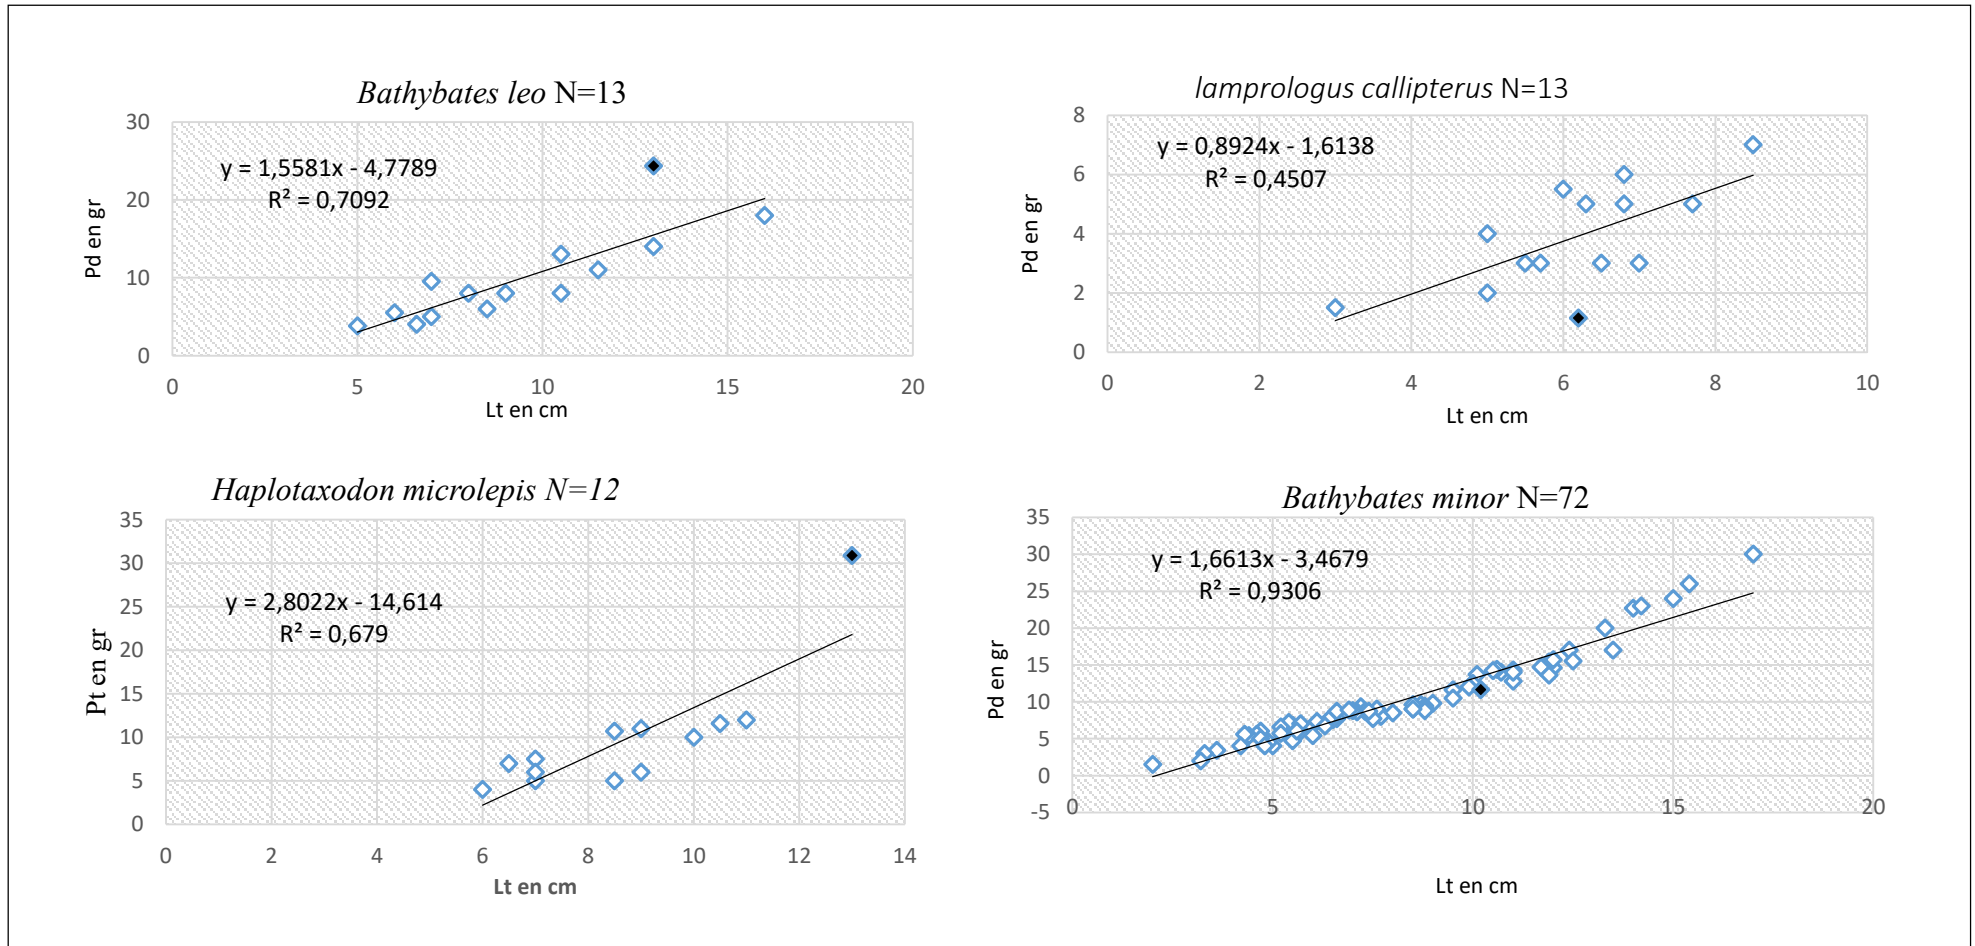 Bathybates leo N=13
30
20
10
0
y = 1,5581x - 4,7789
R² = 0,7092
Pd en gr
0 5 10 15 20
Lt en cm
lamprologus callipterus N=13
8
6
4
2
0
y = 0,8924x - 1,6138
R² = 0,4507
Pd en gr
0 2 4 6 8 10
Lt en cm
Haplotaxodon microlepis N=12
35
30
25
20
15
10
5
0
y = 2,8022x - 14,614
R² = 0,679
Pt en gr
0 2 4 6 8 10 12 14
Lt en cm
Bathybates minor N=72
35
30
25
20
15
10
5
0
-5
y = 1,6613x - 3,4679
R² = 0,9306
Pd en gr
0 5 10 15 20
Lt en cm